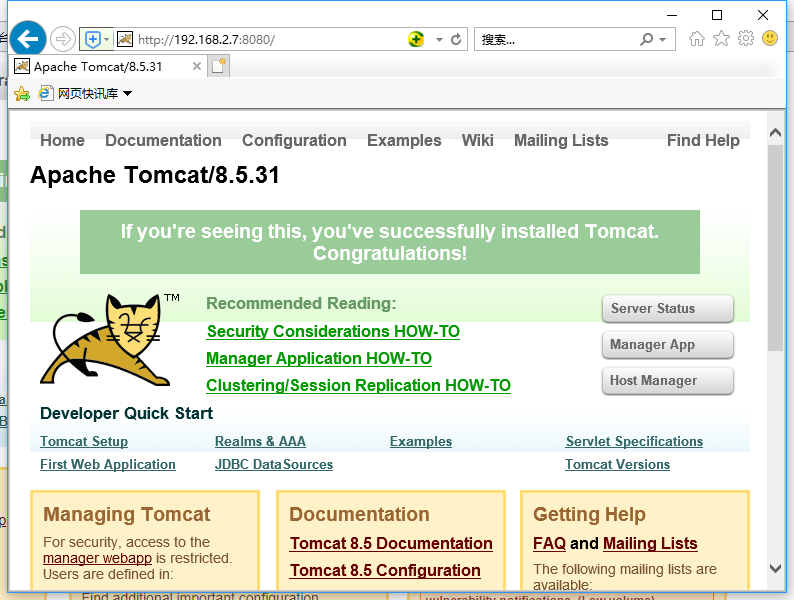 http://192.168.2.7:8080/
搜索...
Apache Tomcat/8.5.31
网页快讯库
Home Documentation Configuration Examples Wiki Mailing Lists Find Help
Apache Tomcat/8.5.31
If you're seeing this, you've successfully installed Tomcat.
Congratulations!
TM
Recommended Reading:
Security Considerations HOW-TO
Manager Application HOW-TO
Clustering/Session Replication HOW-TO
Server Status
Manager App
Host Manager
Developer Quick Start
Tomcat Setup Realms & AAA Examples Servlet Specifications
First Web Application JDBC DataSources Tomcat Versions
Managing Tomcat
For security, access to the
manager webapp is restricted.
Users are defined in:
Documentation
Tomcat 8.5 Documentation
Tomcat 8.5 Configuration
Getting Help
FAQ and Mailing Lists
The following mailing lists are
available:
Find additional important configuration